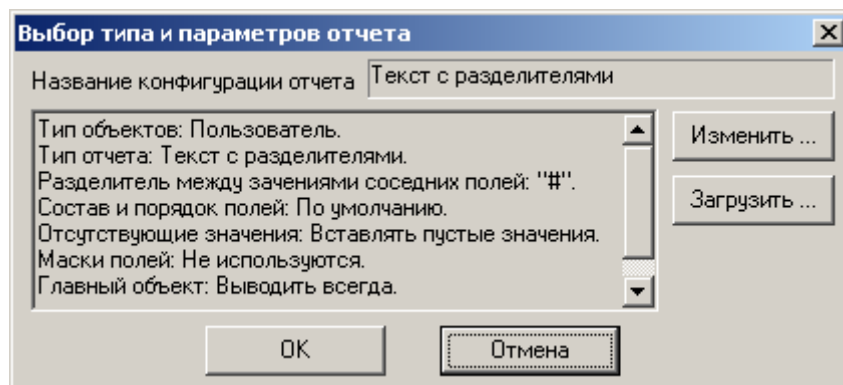 Выбор типа и параметров отчета
Название конфигурации отчета Текст с разделителями
Тип объектов: Пользователь.
Тип отчета: Текст с разделителями.
Разделитель между зачениями соседних полей: "#".
Состав и порядок полей: По умолчанию.
Отсутствующие значения: Вставлять пустые значения.
Маски полей: Не используются.
Главный объект: Выводить всегда.
Изменить ...
Загрузить ...
OK Отмена